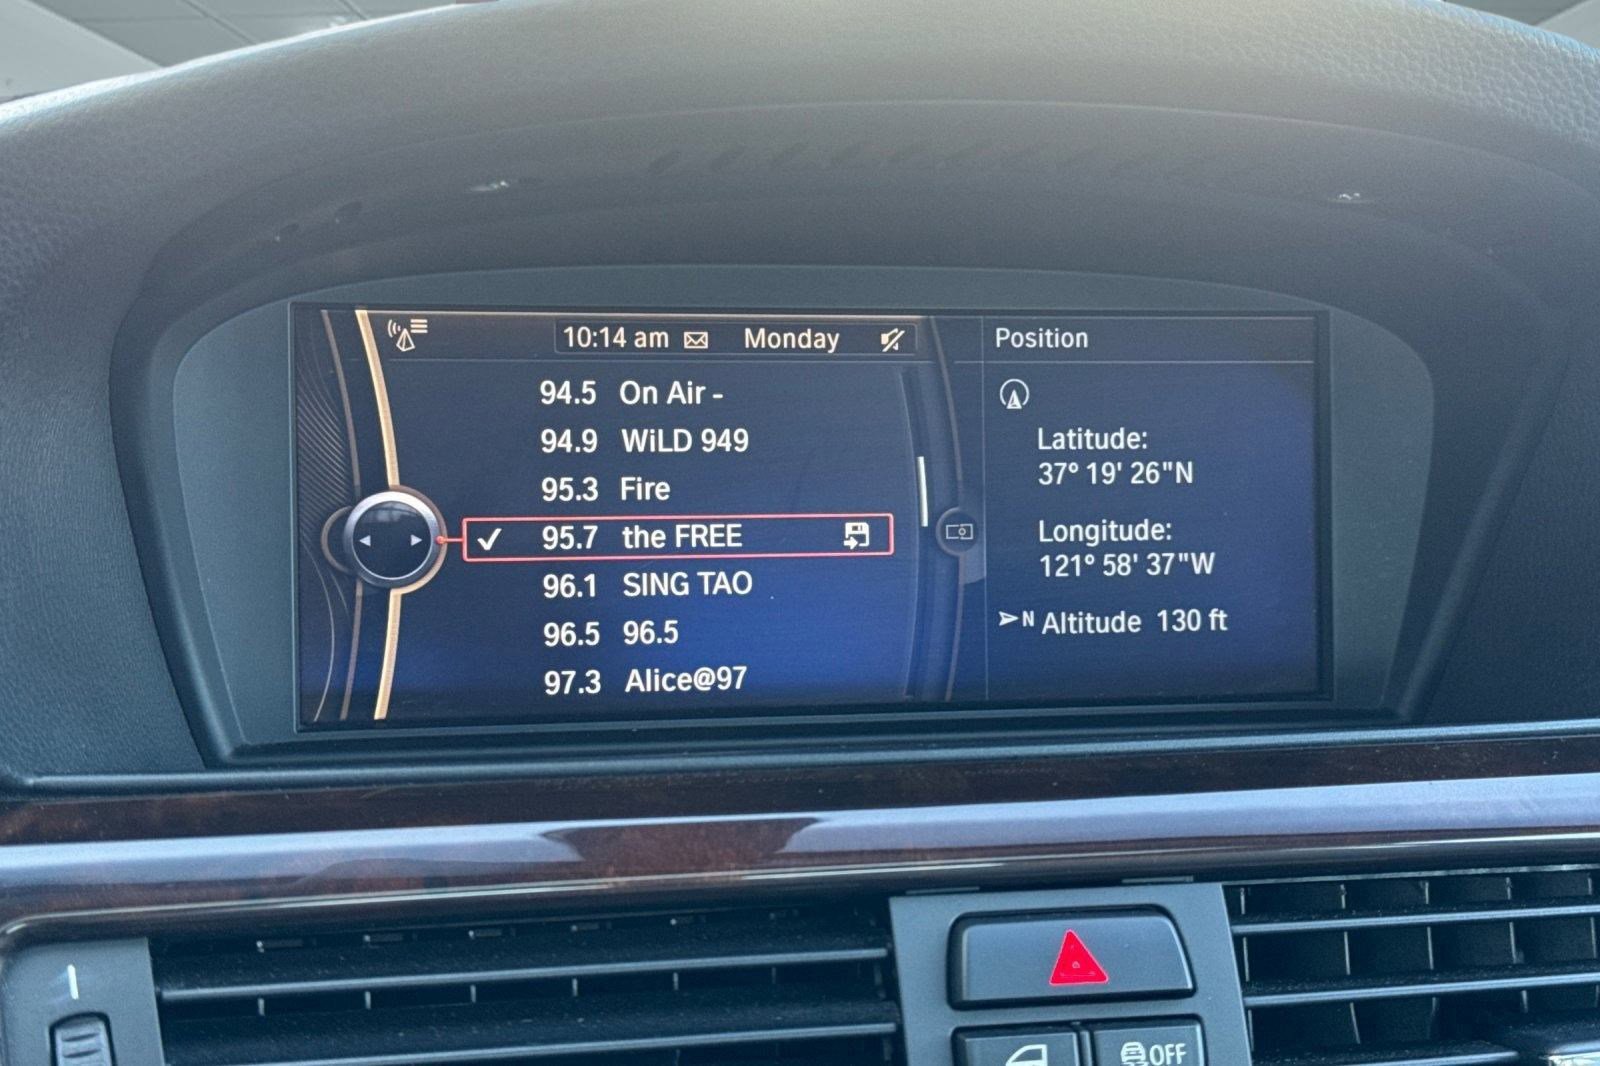 10:14 am Monday
94.5 On Air -
94.9 WiLD 949
95.3 Fire
95.7 the FREE
96.1 SING TAO
96.5 96.5
97.3 Alice@97
Position
Latitude:
37° 19' 26"N
Longitude:
121° 58' 37"W
N Altitude 130 ft
OFF